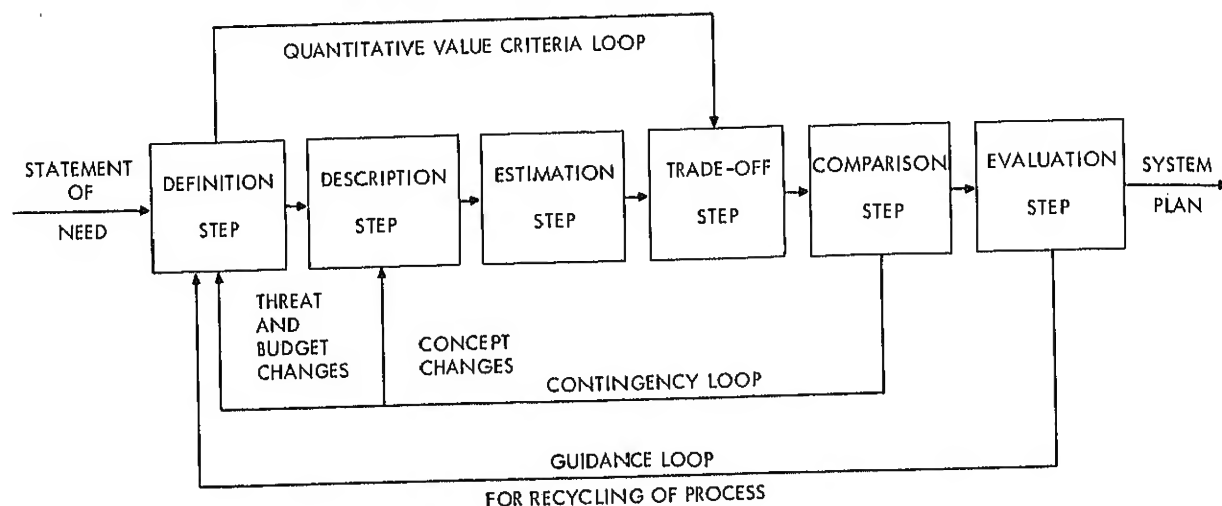 QUANTITATIVE VALUE CRITERIA LOOP
STATEMENT
OF
NEED
DEFINITION
STEP
DESCRIPTION
STEP
ESTIMATION
STEP
TRADE-OFF
STEP
COMPARISON
STEP
EVALUATION
STEP
SYSTEM
PLAN
THREAT
AND
BUDGET
CHANGES
CONCEPT
CHANGES
CONTINGENCY LOOP
GUIDANCE LOOP
FOR RECYCLING OF PROCESS